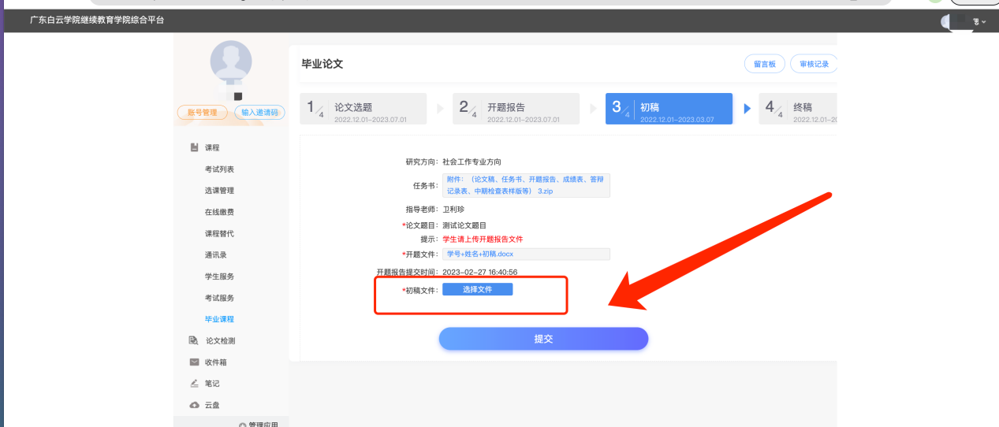 广东白云学院继续教育学院综合平台
账号管理
输入邀请码
课程
考试列表
选课管理
在线缴费
课程替代
通讯录
学生服务
考试服务
毕业课程
论文检测
收件箱
笔记
云盘
管理应用
毕业论文
留言板
审核记录
1/4 论文选题
2022.12.01-2023.07.01
2/4 开题报告
2022.12.01-2023.07.01
3/4 初稿
2022.12.01-2023.03.07
4/4 终稿
2022.12.01-20
研究方向：社会工作专业方向
任务书：附件：（论文稿、任务书、开题报告、成绩表、答辩
记录表、中期检查表样版等） 3.zip
指导老师：卫利珍
*论文题目：测试论文题目
提示：学生请上传开题报告文件
*开题文件：学号+姓名+初稿.docx
开题报告提交时间：2023-02-27 16:40:56
*初稿文件：选择文件
提交